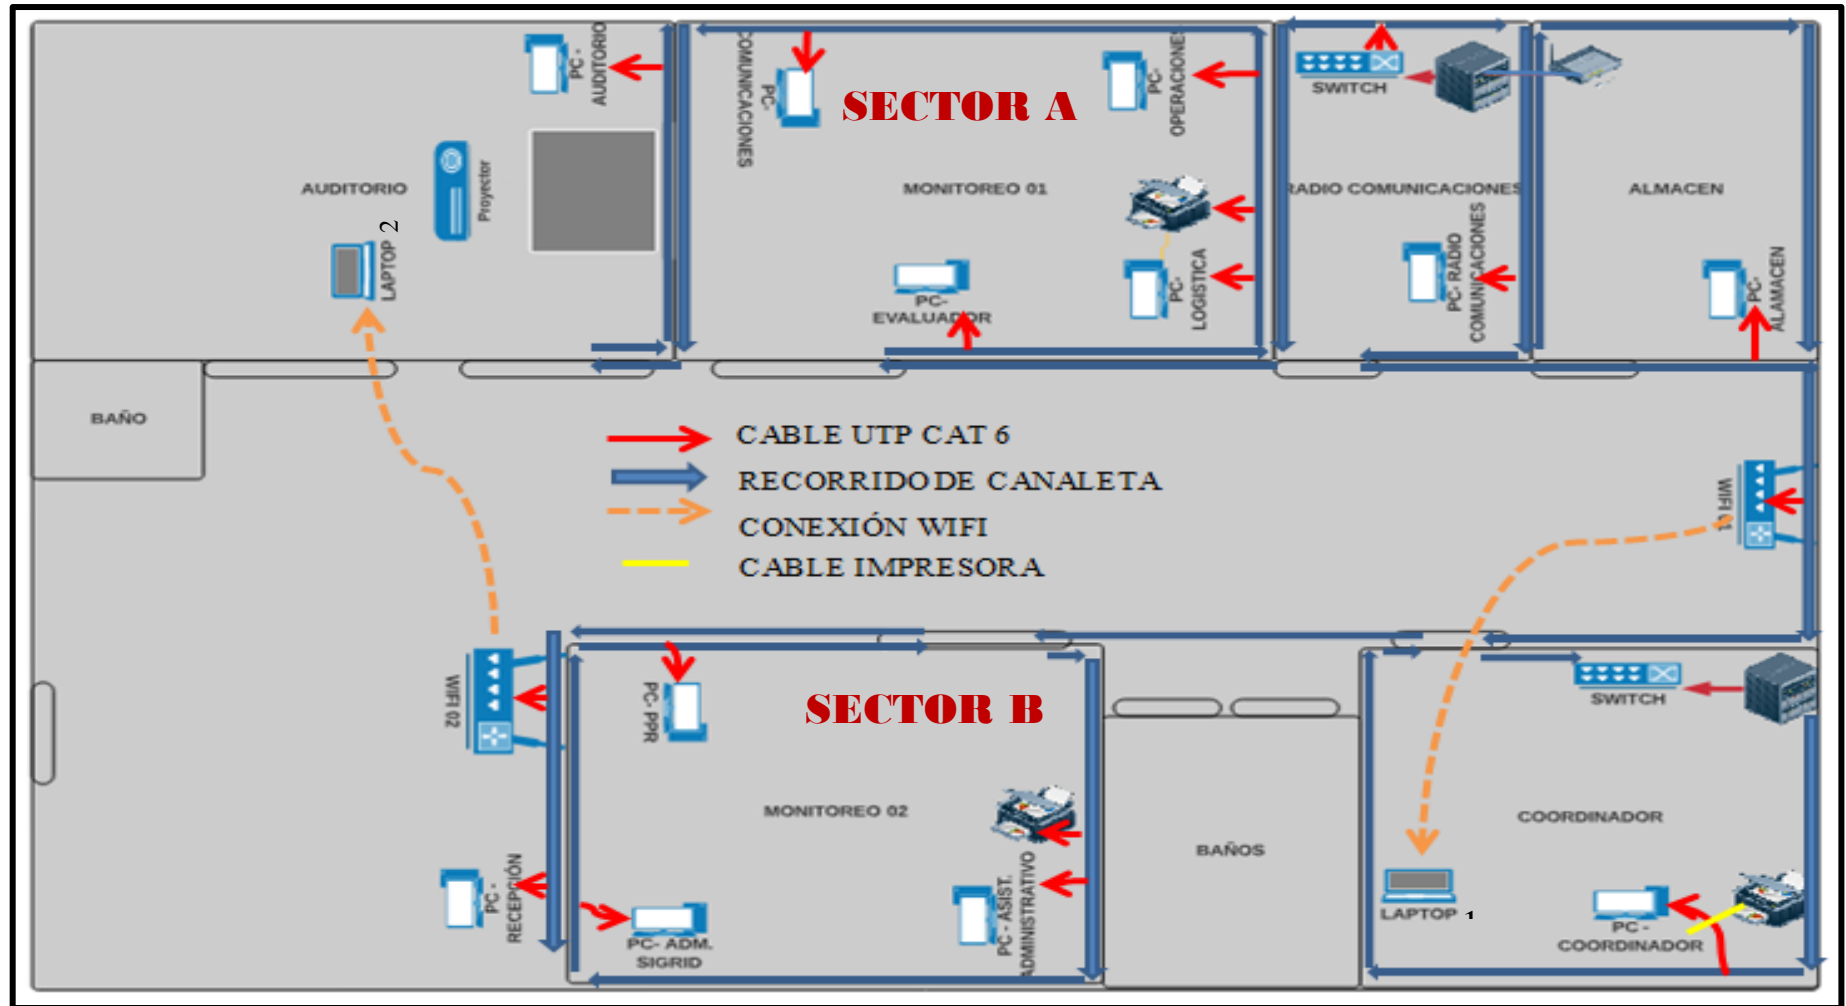 PC -
AUDITORIO
COMUNICACIONES
PC-
SECTOR A
PC-
OPERACIONES
SWITCH
AUDITORIO
Proyector
MONITOREO 01
RADIO COMUNICACIONES
ALMACEN
LAPTOP 2
PC-
EVALUADOR
PC-
LOGISTICA
PC- RADIO
COMUNICACIONES
PC-
ALAMACEN
BAÑO
CABLE UTP CAT 6
RECORRIDO DE CANALETA
CONEXIÓN WIFI
CABLE IMPRESORA
WIFI 01
WIFI 02
PC- PPR
SECTOR B
SWITCH
MONITOREO 02
COORDINADOR
BAÑOS
PC -
RECEPCIÓN
PC- ADM.
SIGRID
PC - ASIST.
ADMINISTRATIVO
LAPTOP 1
PC -
COORDINADOR